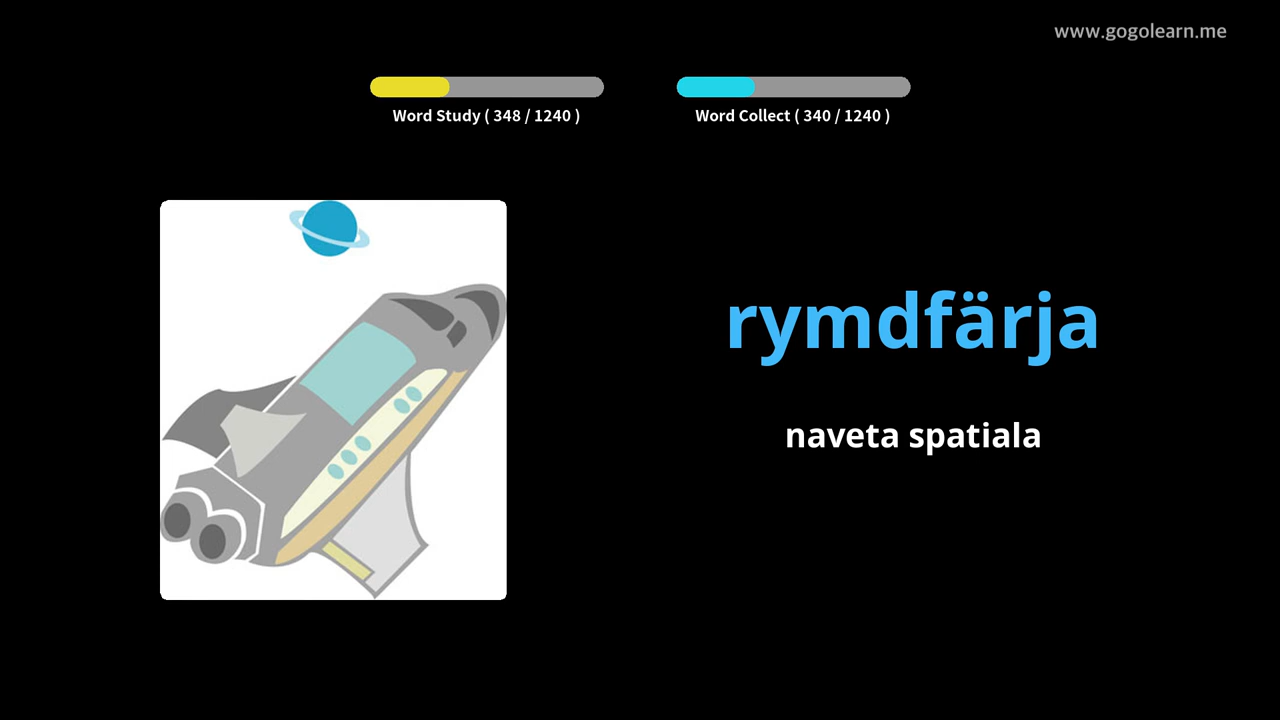 www.gogolearn.me
Word Study ( 348 / 1240 )
Word Collect ( 340 / 1240 )
rymdfärja
naveta spatiala